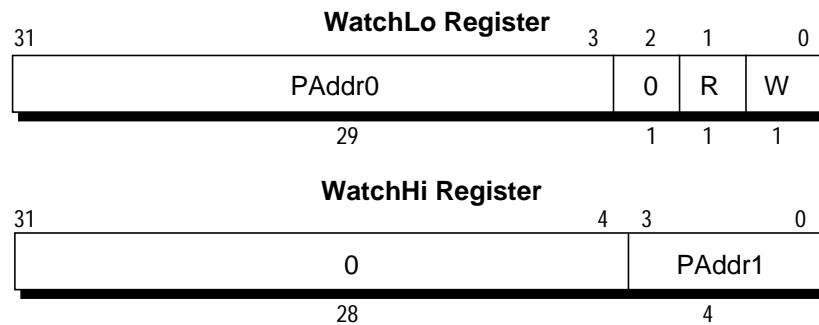 WatchLo Register
31 3 2 1 0
PAddr0 0 R W
29 1 1 1
WatchHi Register
31 4 3 0
0 PAddr1
28 4